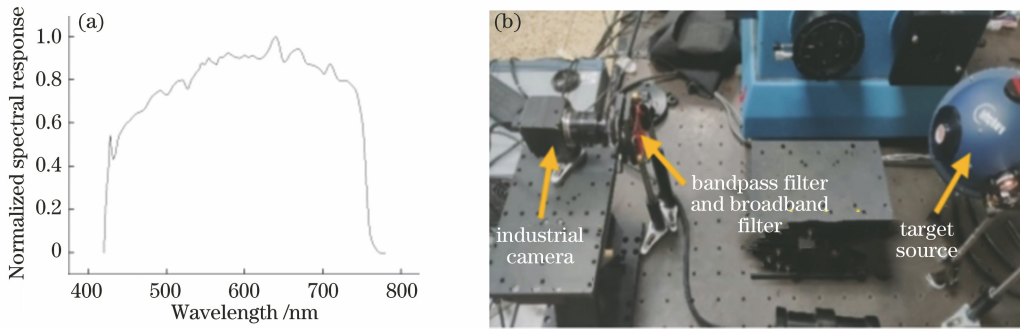 (a)
Normalized spectral response
1.0
0.8
0.6
0.4
0.2
0
400
500
600
700
800
Wavelength /nm
(b)
industrial
camera
bandpass filter
and broadband
filter
target
source